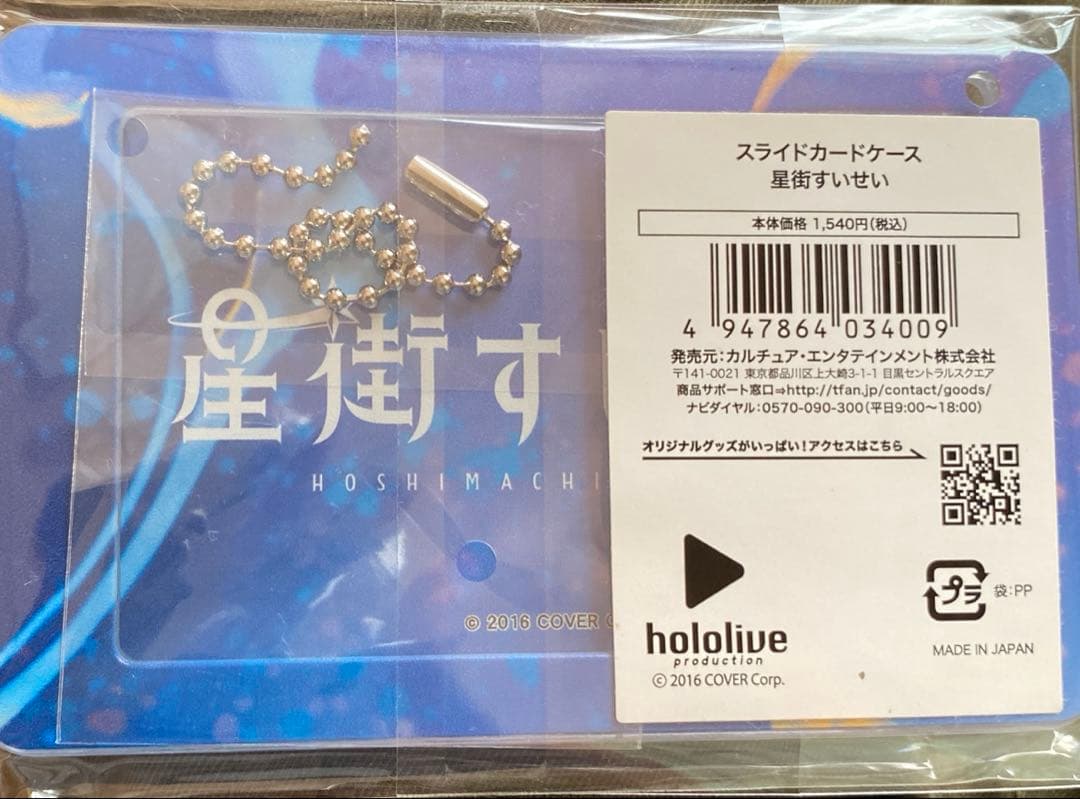 星街す
HOSHIMACHI
© 2016 COVER
スライドカードケース
星街すいせい
本体価格 1,540円(税込)
4 947864 034009
発売元:カルチュア・エンタテインメント株式会社
〒141-0021 東京都品川区上大崎3-1-1 目黒セントラルスクエア
商品サポート窓口⇒http://tfan.jp/contact/goods/
ナビダイヤル:0570-090-300(平日9:00〜18:00)
オリジナルグッズがいっぱい!アクセスはこちら
プラ
袋:PP
hololive
production
© 2016 COVER Corp.
MADE IN JAPAN